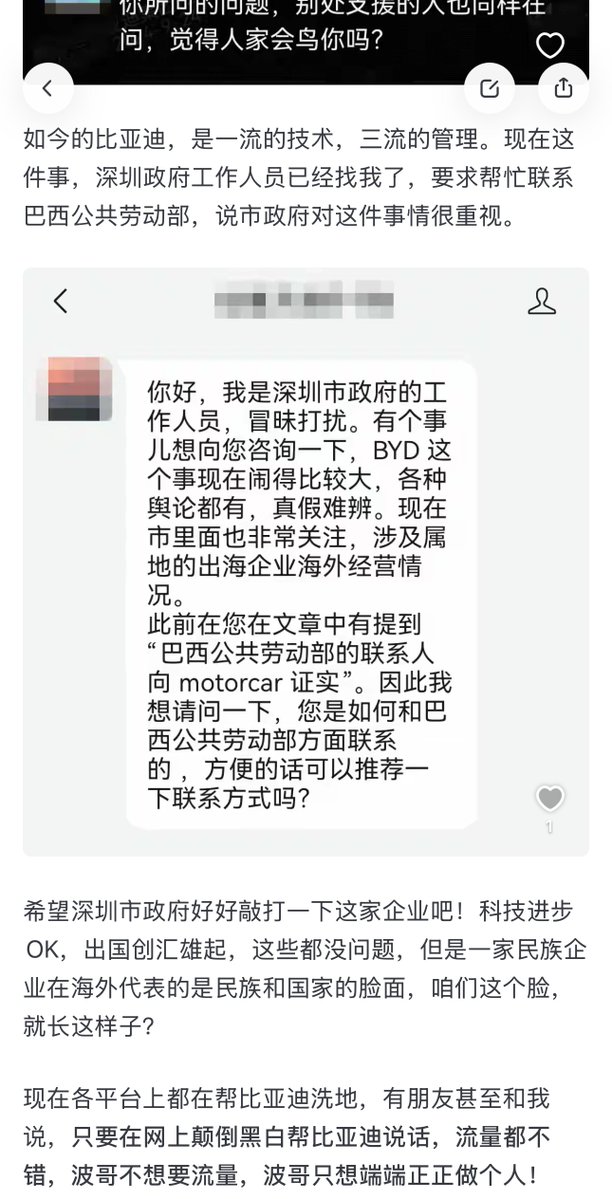 你所问的问题，别处支援的人也同样在
问，觉得人家会鸟你吗？
如今的比亚迪，是一流的技术，三流的管理。现在这
件事，深圳政府工作人员已经找我了，要求帮忙联系
巴西公共劳动部，说市政府对这件事情很重视。
你好，我是深圳市政府的工
作人员，冒昧打扰。有个事
儿想向您咨询一下，BYD 这
个事现在闹得比较大，各种
舆论都有，真假难辨。现在
市里面也非常关注，涉及属
地的出海企业海外经营情
况。
此前在您在文章中有提到
“巴西公共劳动部的联系人
向 motorcar 证实”。因此我
想请问一下，您是如何和巴
西公共劳动部方面联系
的 ，方便的话可以推荐一
下联系方式吗？
1
希望深圳市政府好好敲打一下这家企业吧！科技进步
OK，出国创汇雄起，这些都没问题，但是一家民族企
业在海外代表的是民族和国家的脸面，咱们这个脸，
就长这样子？
现在各平台上都在帮比亚迪洗地，有朋友甚至和我
说，只要在网上颠倒黑白帮比亚迪说话，流量都不
错，波哥不想要流量，波哥只想端端正正做个人！